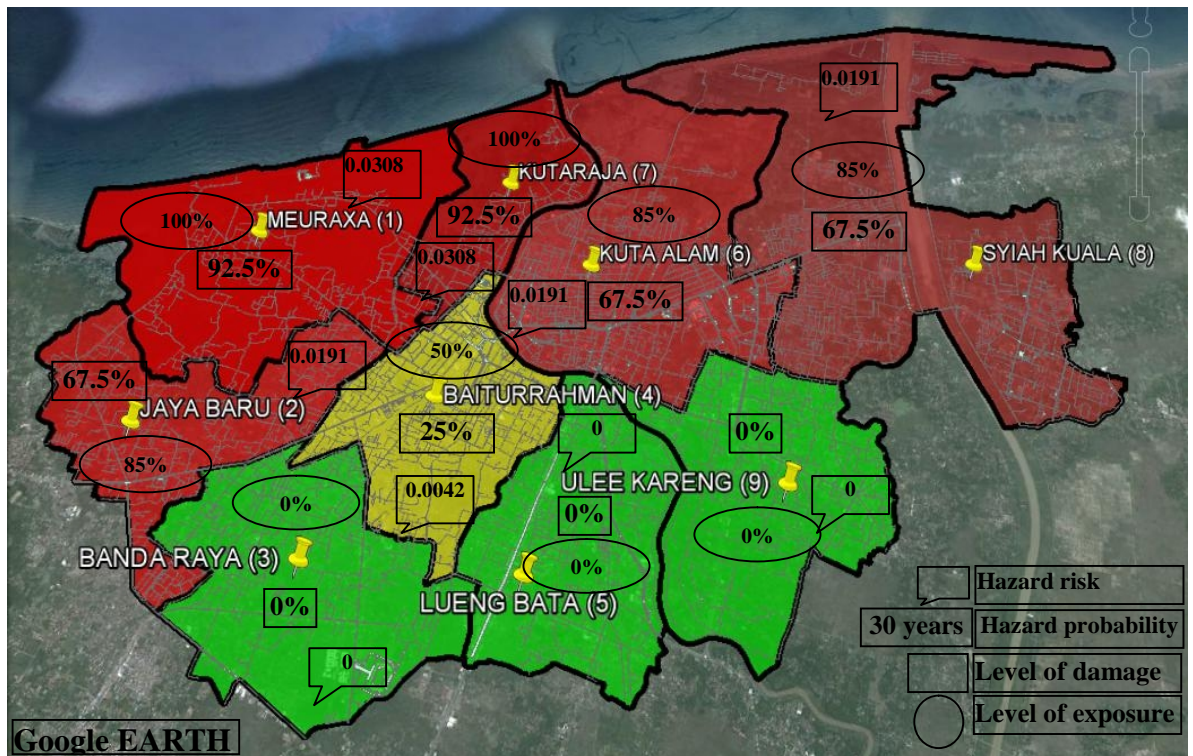 0.0191
100%
KUTARAJA (7)
0.0308
85%
100%
MEURAXA (1)
92.5%
85%
67.5%
92.5%
KUTA ALAM (6)
SYIAH KUALA (8)
0.0308
0.0191
67.5%
50%
0.0191
67.5%
JAYA BARU (2)
BAITURRAHMAN (4)
25%
0
0%
85%
0.0042
ULEE KARENG (9)
0
0%
0%
0%
BANDA RAYA (3)
0%
LUENG BATA (5)
0%
0
Hazard risk
30 years Hazard probability
Level of damage
Level of exposure
Google EARTH